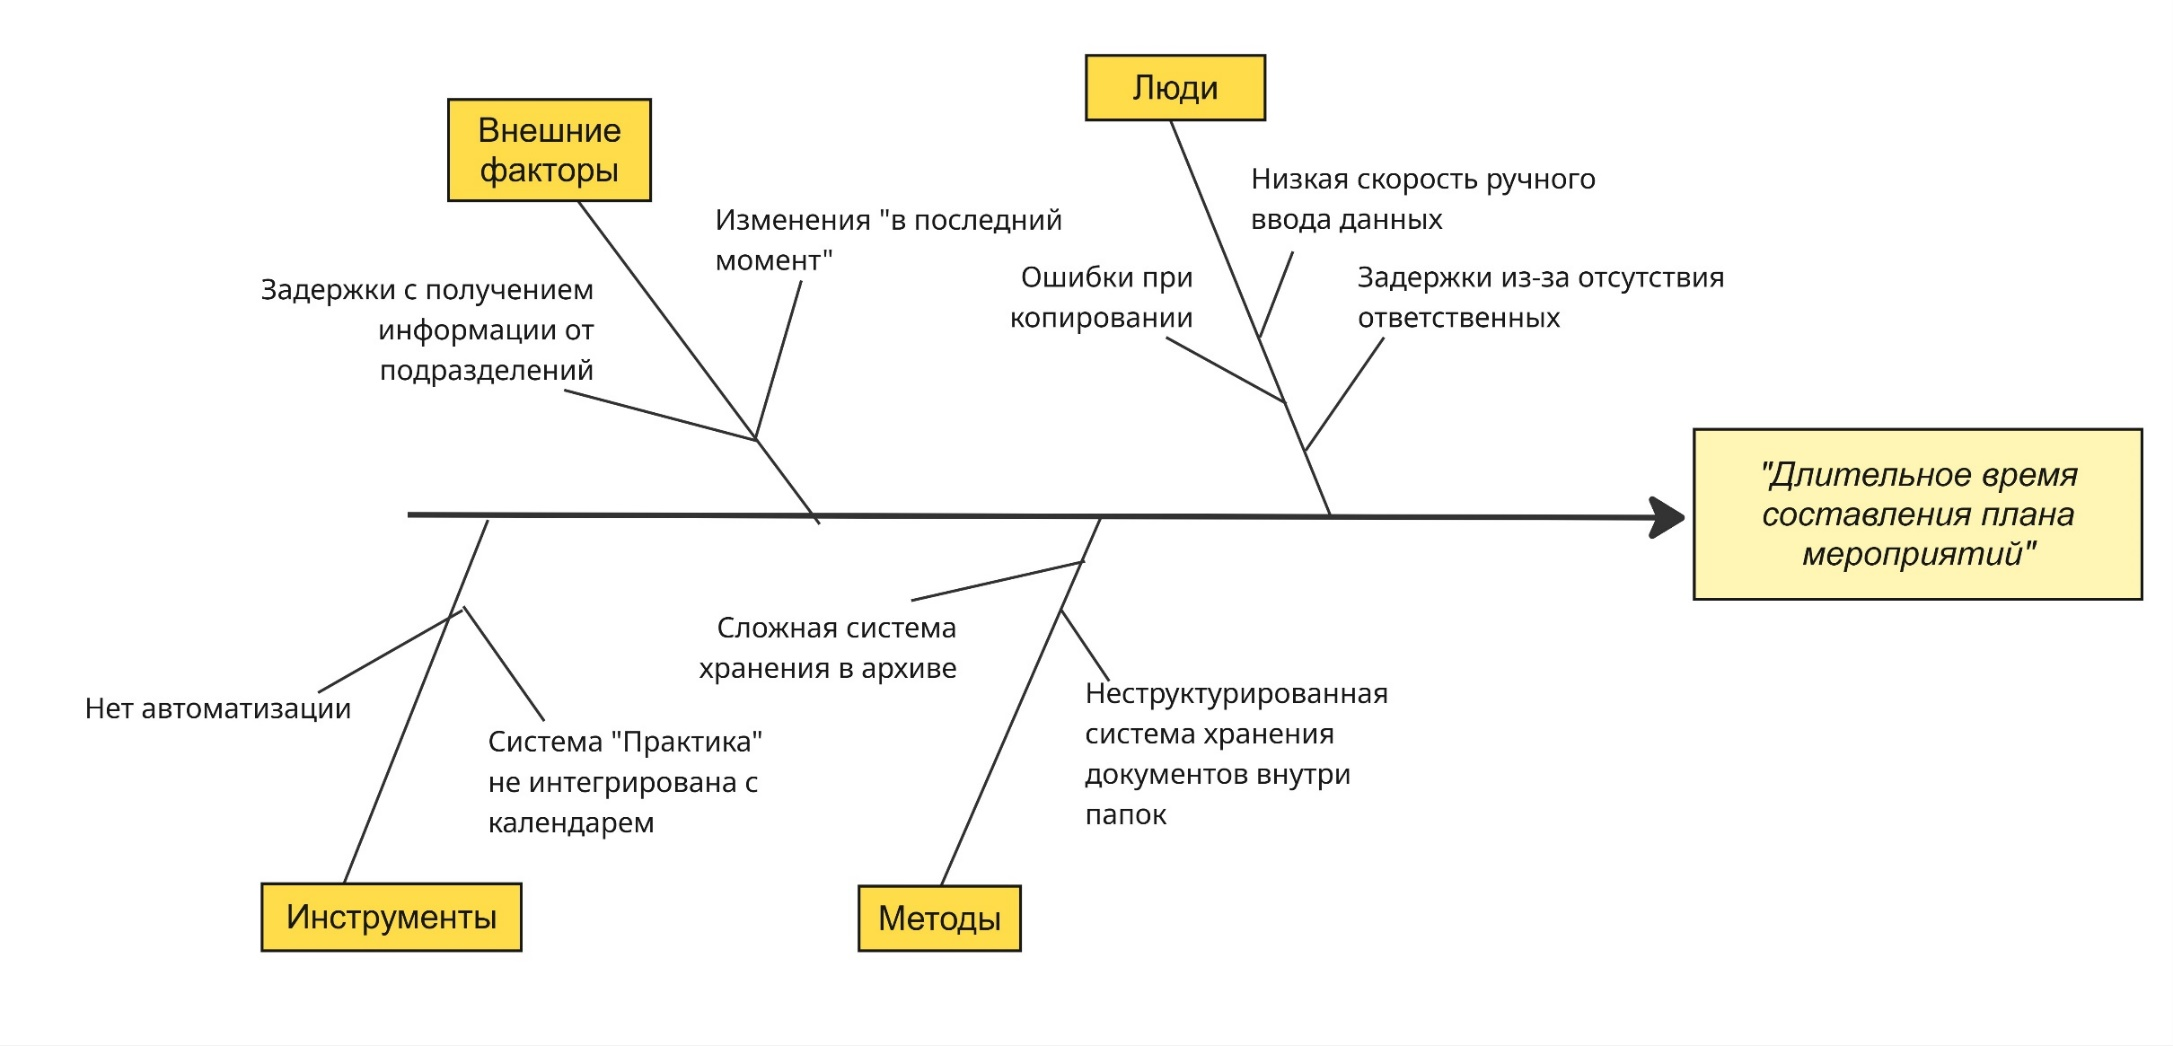 Люди
Внешние
факторы
Низкая скорость ручного
ввода данных
Изменения "в последний
момент"
Ошибки при
копировании
Задержки из-за отсутствия
ответственных
Задержки с получением
информации от
подразделений
"Длительное время
составления плана
мероприятий"
Сложная система
хранения в архиве
Нет автоматизации
Неструктурированная
система хранения
документов внутри
папок
Система "Практика"
не интегрирована с
календарем
Инструменты
Методы